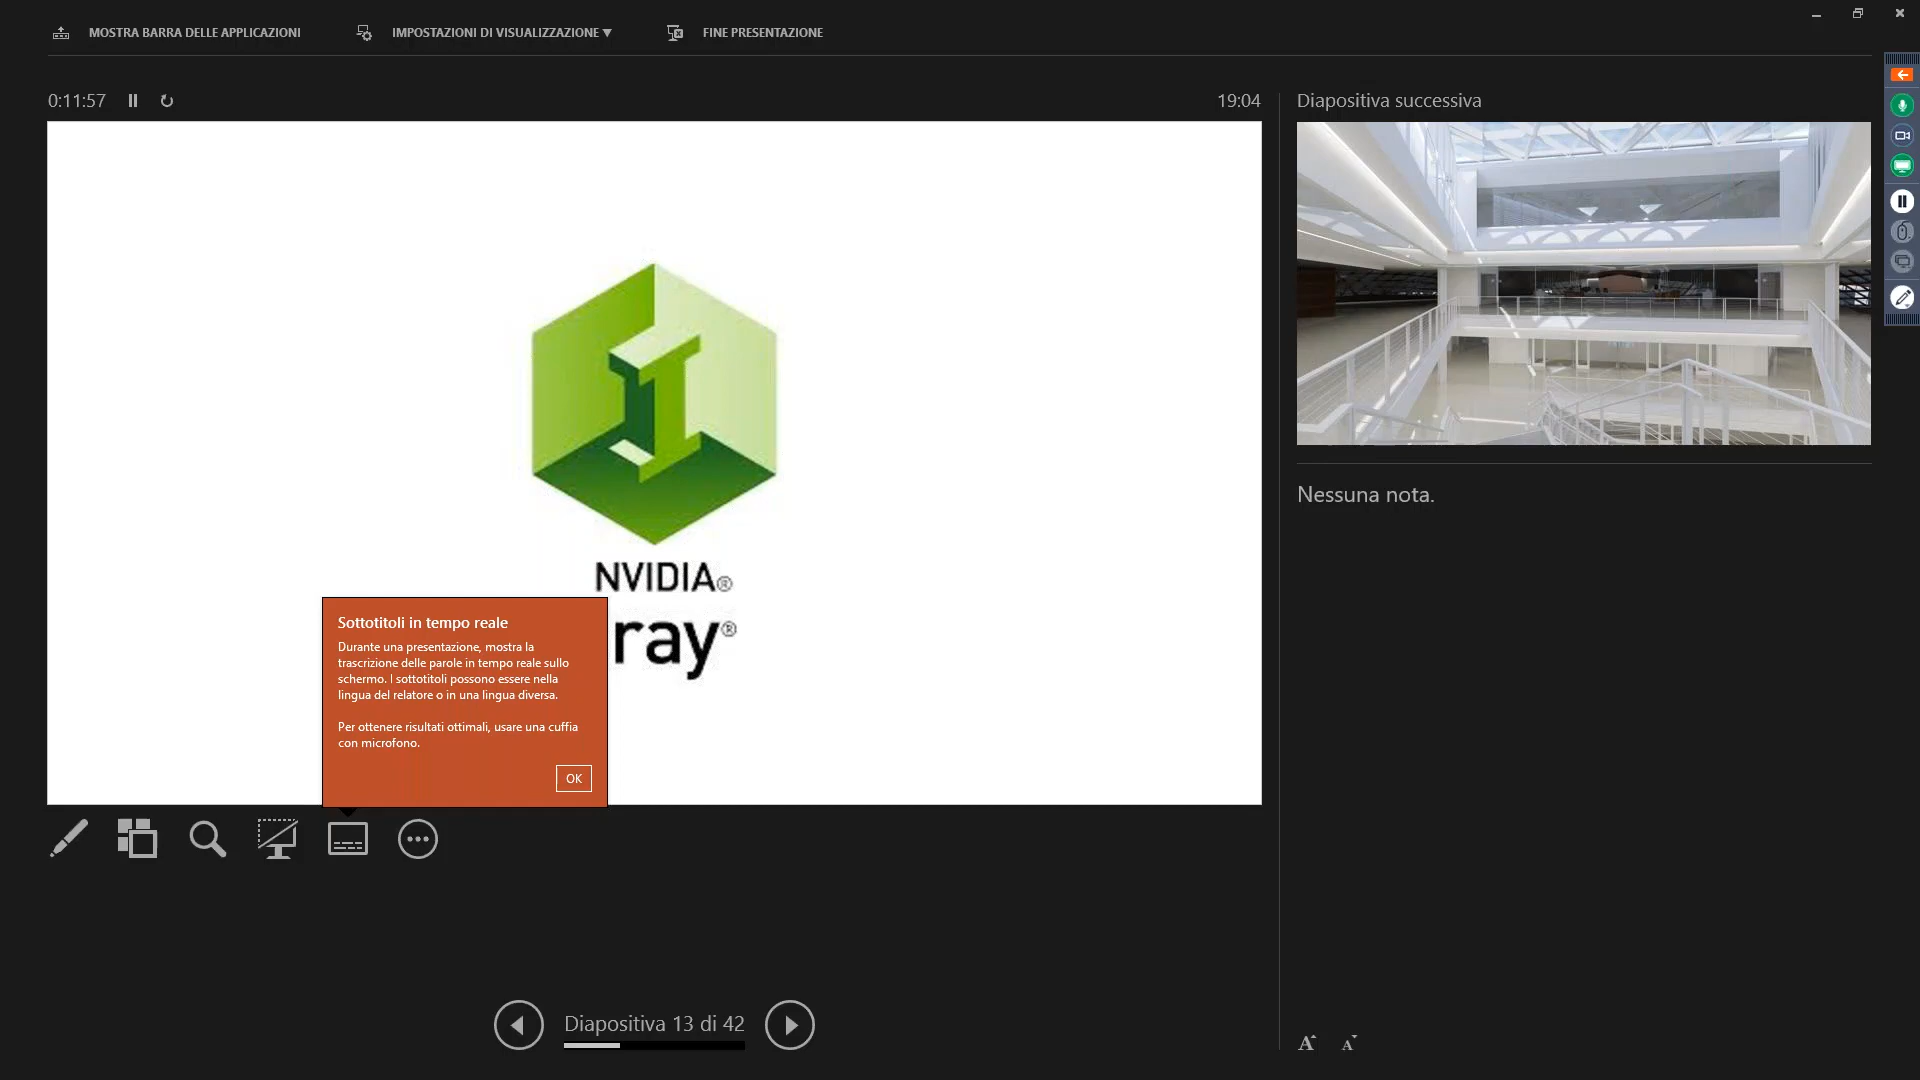 MOSTRA BARRA DELLE APPLICAZIONI
IMPOSTAZIONI DI VISUALIZZAZIONE ▼
FINE PRESENTAZIONE
0:11:57
19:04
Diapositiva successiva
NVIDIA®
ray®
Sottotitoli in tempo reale
Durante una presentazione, mostra la
trascrizione delle parole in tempo reale sullo
schermo. I sottotitoli possono essere nella
lingua del relatore o in una lingua diversa.
Per ottenere risultati ottimali, usare una cuffia
con microfono.
OK
Nessuna nota.
Diapositiva 13 di 42
A A